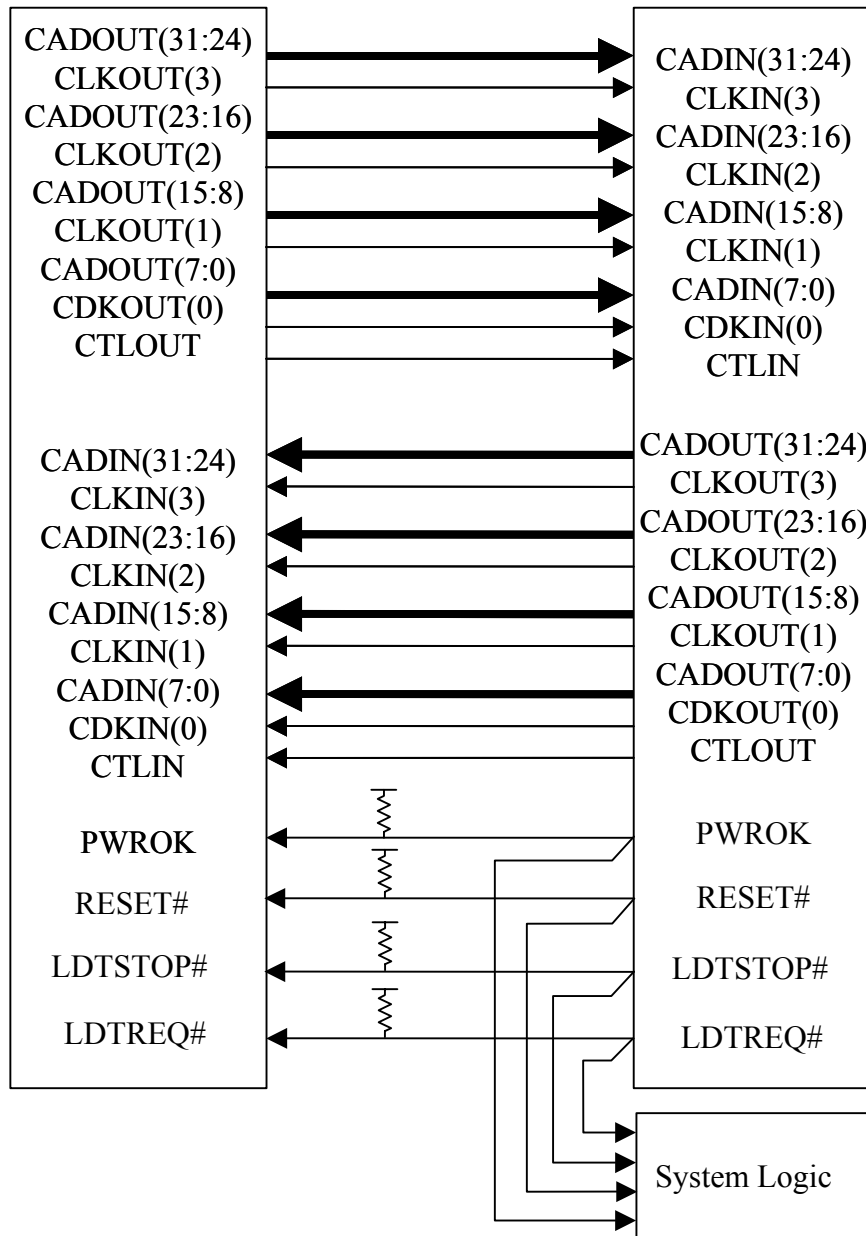 CADOUT(31:24)
CLKOUT(3)
CADOUT(23:16)
CLKOUT(2)
CADOUT(15:8)
CLKOUT(1)
CADOUT(7:0)
CDKOUT(0)
CTLOUT
CADIN(31:24)
CLKIN(3)
CADIN(23:16)
CLKIN(2)
CADIN(15:8)
CLKIN(1)
CADIN(7:0)
CDKIN(0)
CTLIN
PWROK
RESET#
LDTSTOP#
LDTREQ#
CADIN(31:24)
CLKIN(3)
CADIN(23:16)
CLKIN(2)
CADIN(15:8)
CLKIN(1)
CADIN(7:0)
CDKIN(0)
CTLIN
CADOUT(31:24)
CLKOUT(3)
CADOUT(23:16)
CLKOUT(2)
CADOUT(15:8)
CLKOUT(1)
CADOUT(7:0)
CDKOUT(0)
CTLOUT
PWROK
RESET#
LDTSTOP#
LDTREQ#
System Logic